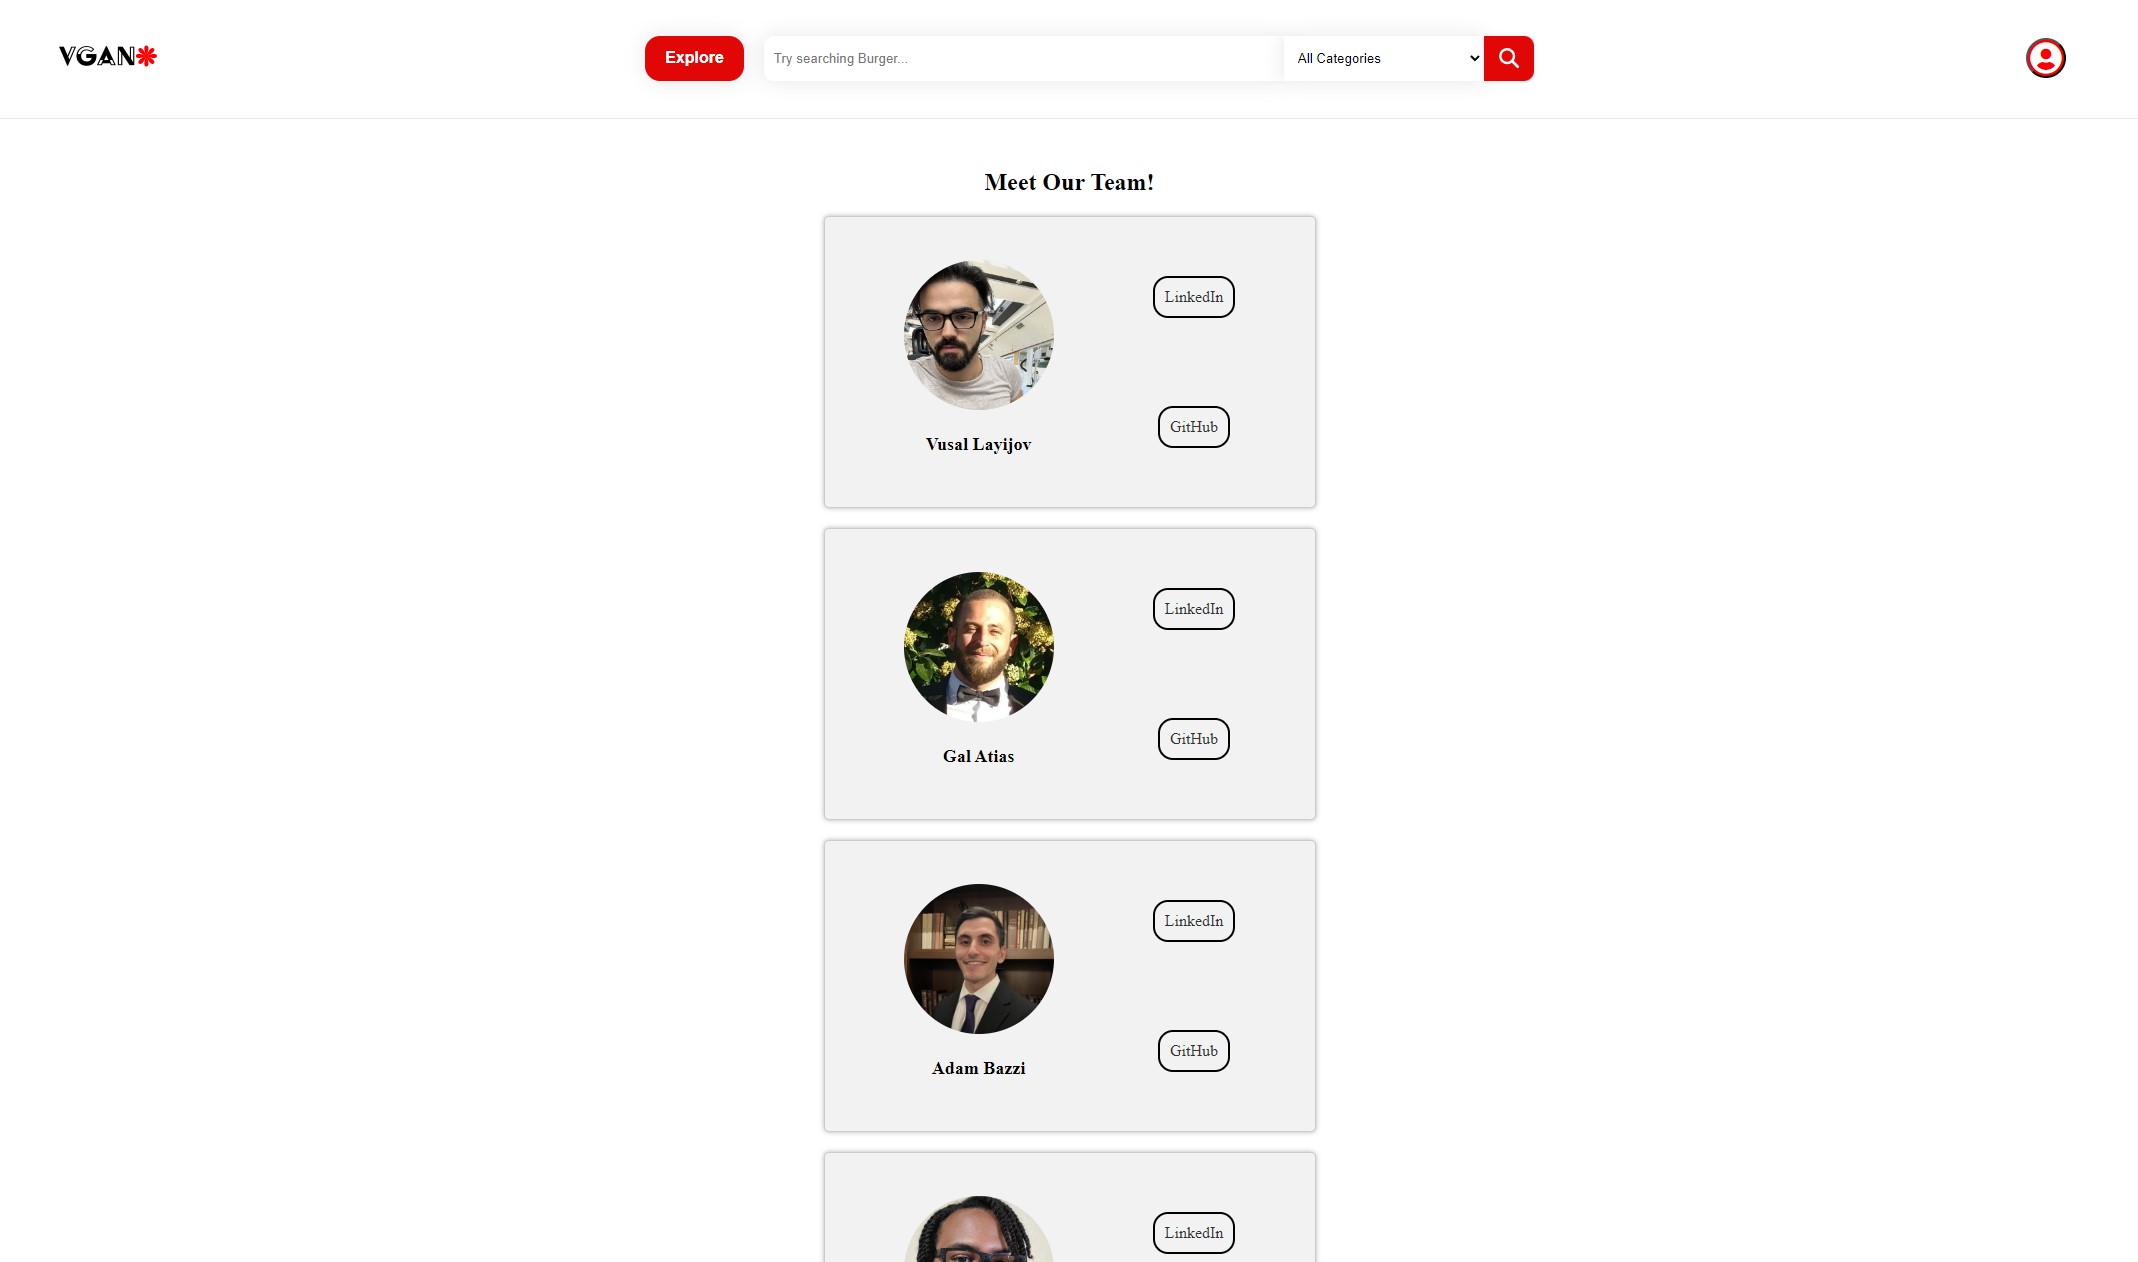 VGAN
Explore
Try searching Burger...
All Categories
Meet Our Team!
LinkedIn
GitHub
Vusal Layijov
LinkedIn
GitHub
Gal Atias
LinkedIn
GitHub
Adam Bazzi
LinkedIn